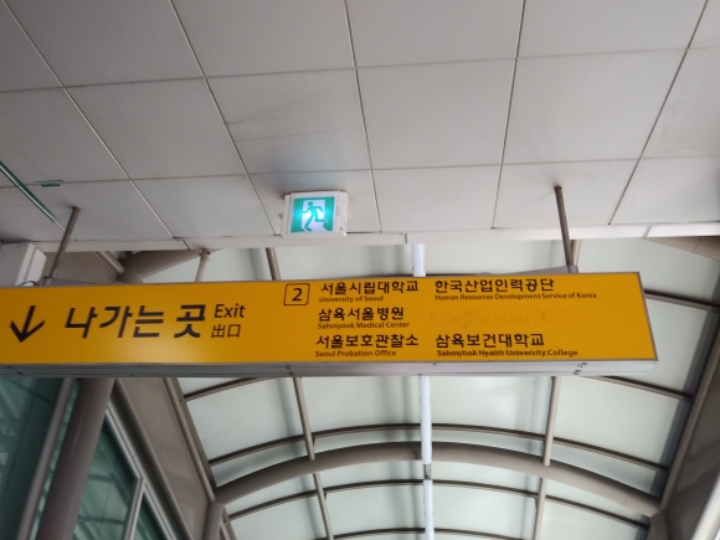 나가는 곳 Exit
出口
2
서울시립대학교
University of Seoul
한국산업인력공단
Human Resources Development Service of Korea
삼육서울병원
Sahmyook Medical Center
서울보호관찰소
Seoul Probation Office
삼육보건대학교
Sahmyook Health University College